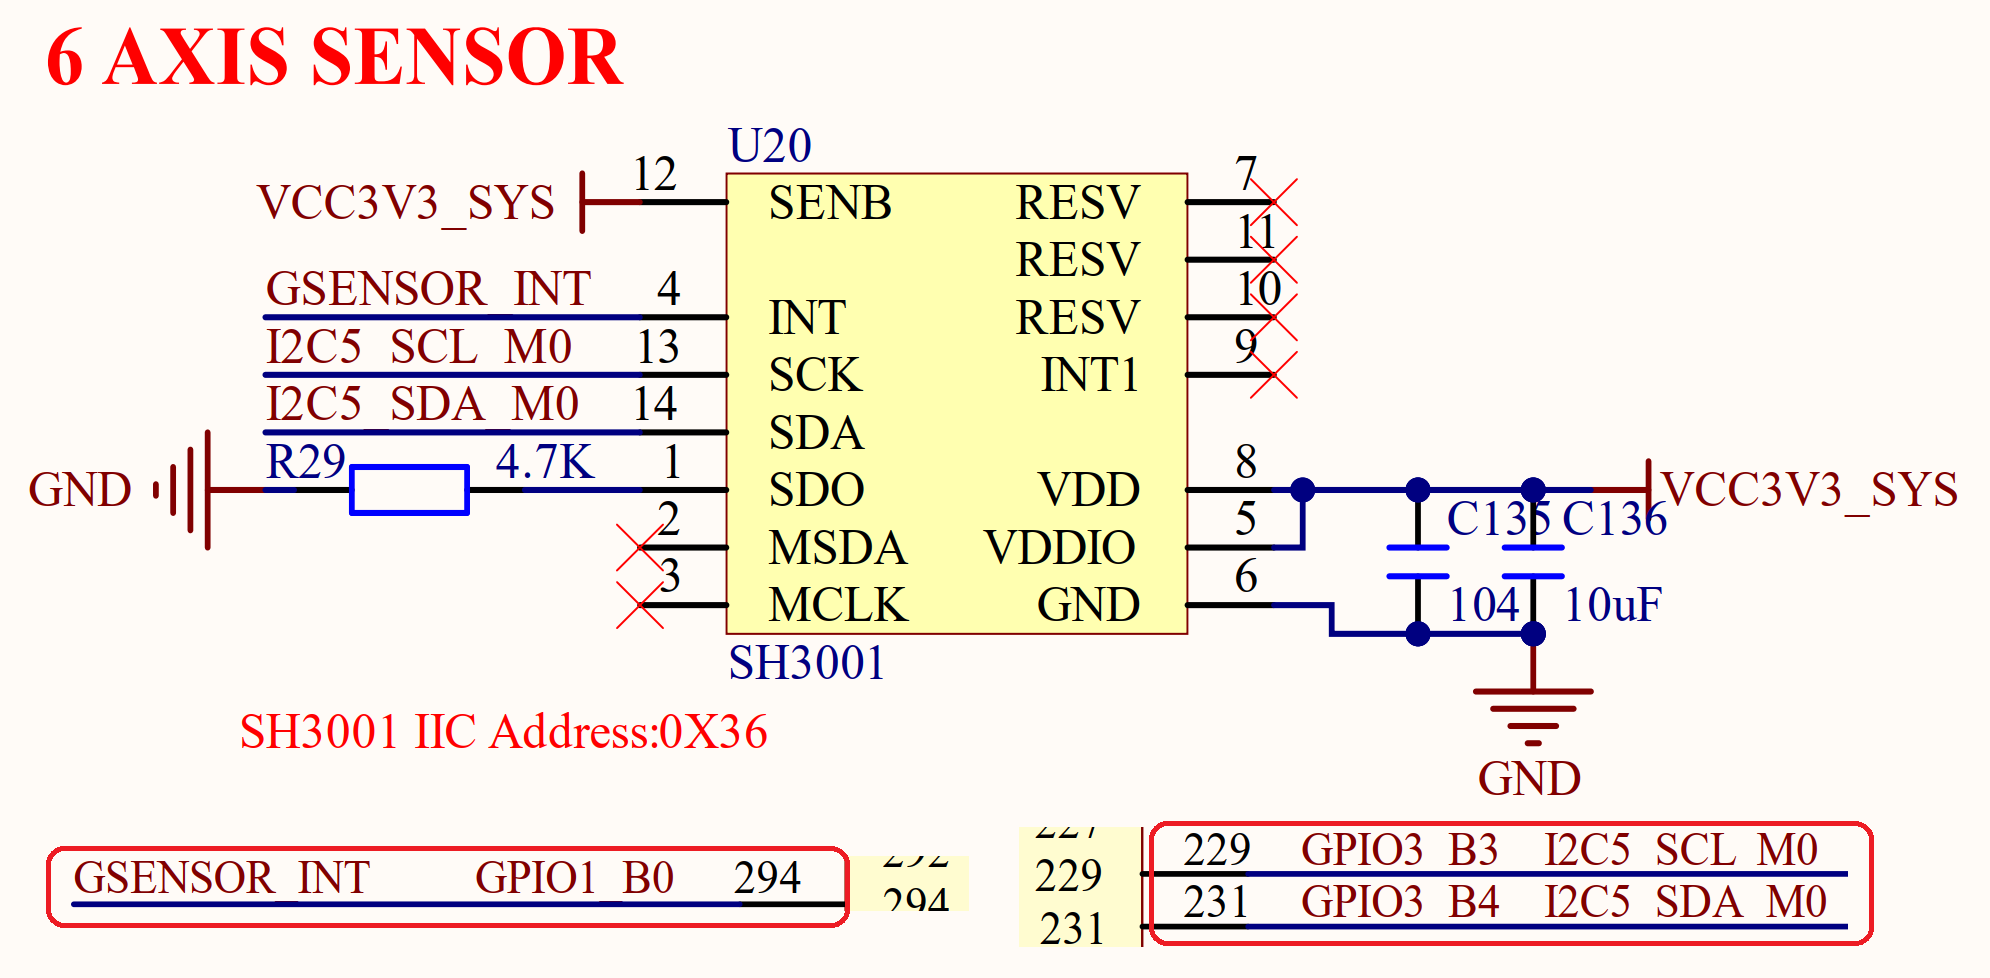 6 AXIS SENSOR
U20
VCC3V3_SYS 12 SENB RESV 7
RESV 11
GSENSOR_INT 4 INT RESV 10
I2C5_SCL_M0 13 SCK INT1 9
I2C5_SDA_M0 14 SDA
GND R29 4.7K 1 SDO VDD 8 VCC3V3_SYS
2 MSDA VDDIO 5 C135 C136
3 MCLK GND 6 104 10uF
SH3001
SH3001 IIC Address:0X36
GND
GSENSOR_INT GPIO1_B0 294
294
229 229 GPIO3_B3 I2C5_SCL_M0
231 231 GPIO3_B4 I2C5_SDA_M0